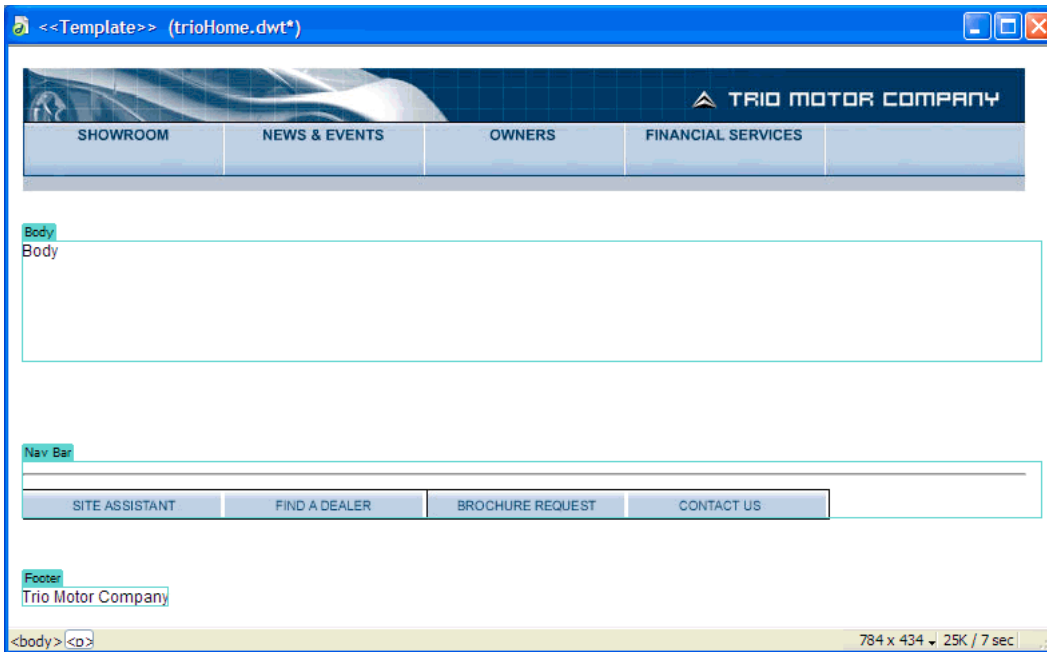 <<Template>> (trioHome.dwt*)
TRIO MOTOR COMPANY
SHOWROOM NEWS & EVENTS OWNERS FINANCIAL SERVICES
Body
Body
Nav Bar
SITE ASSISTANT FIND A DEALER BROCHURE REQUEST CONTACT US
Footer
Trio Motor Company
<body> <p> 784 x 434 25K / 7 sec